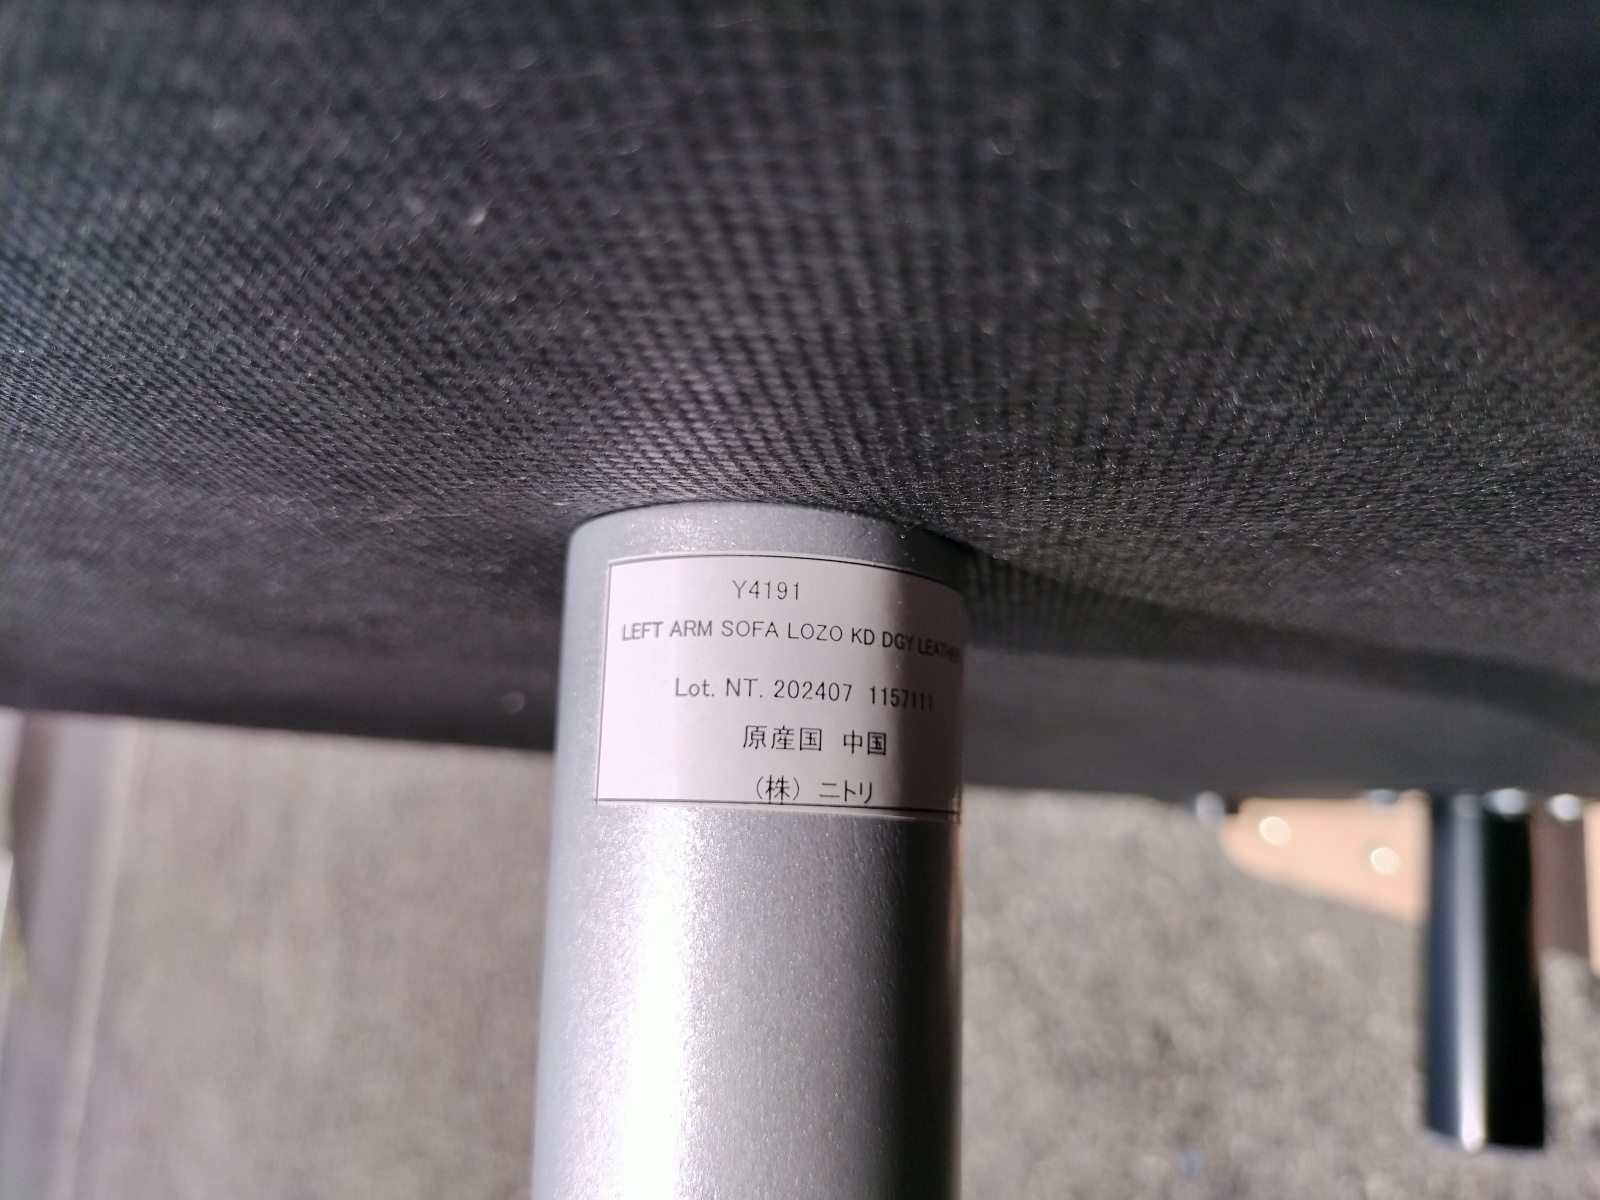 Y4191
LEFT ARM SOFA LOZO KD DGY LEATHER
Lot. NT. 202407 1157111
原産国 中国
（株）ニトリ